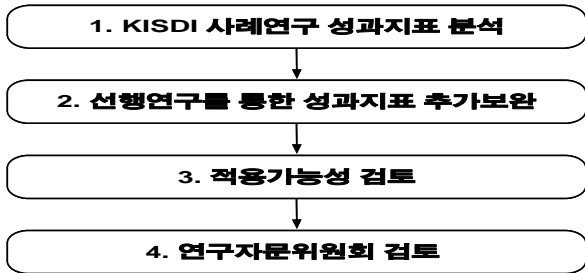 1. KISDI 사례연구 성과지표 분석
2. 선행연구를 통한 성과지표 추가보완
3. 적용가능성 검토
4. 연구자문위원회 검토